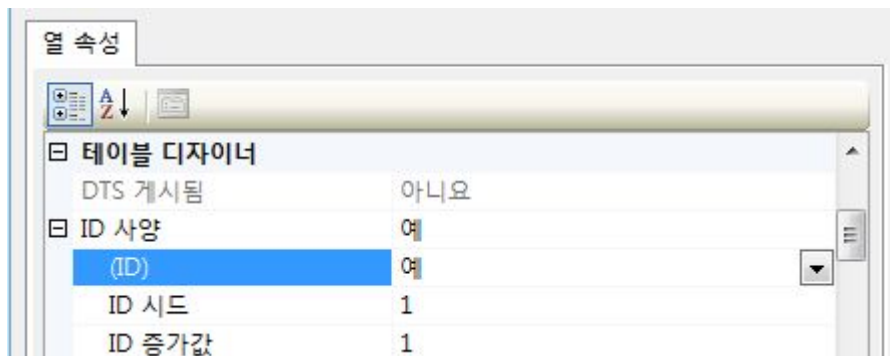 열 속성
테이블 디자이너
DTS 게시됨 아니요
ID 사양 예
(ID) 예
ID 시드 1
ID 증가값 1